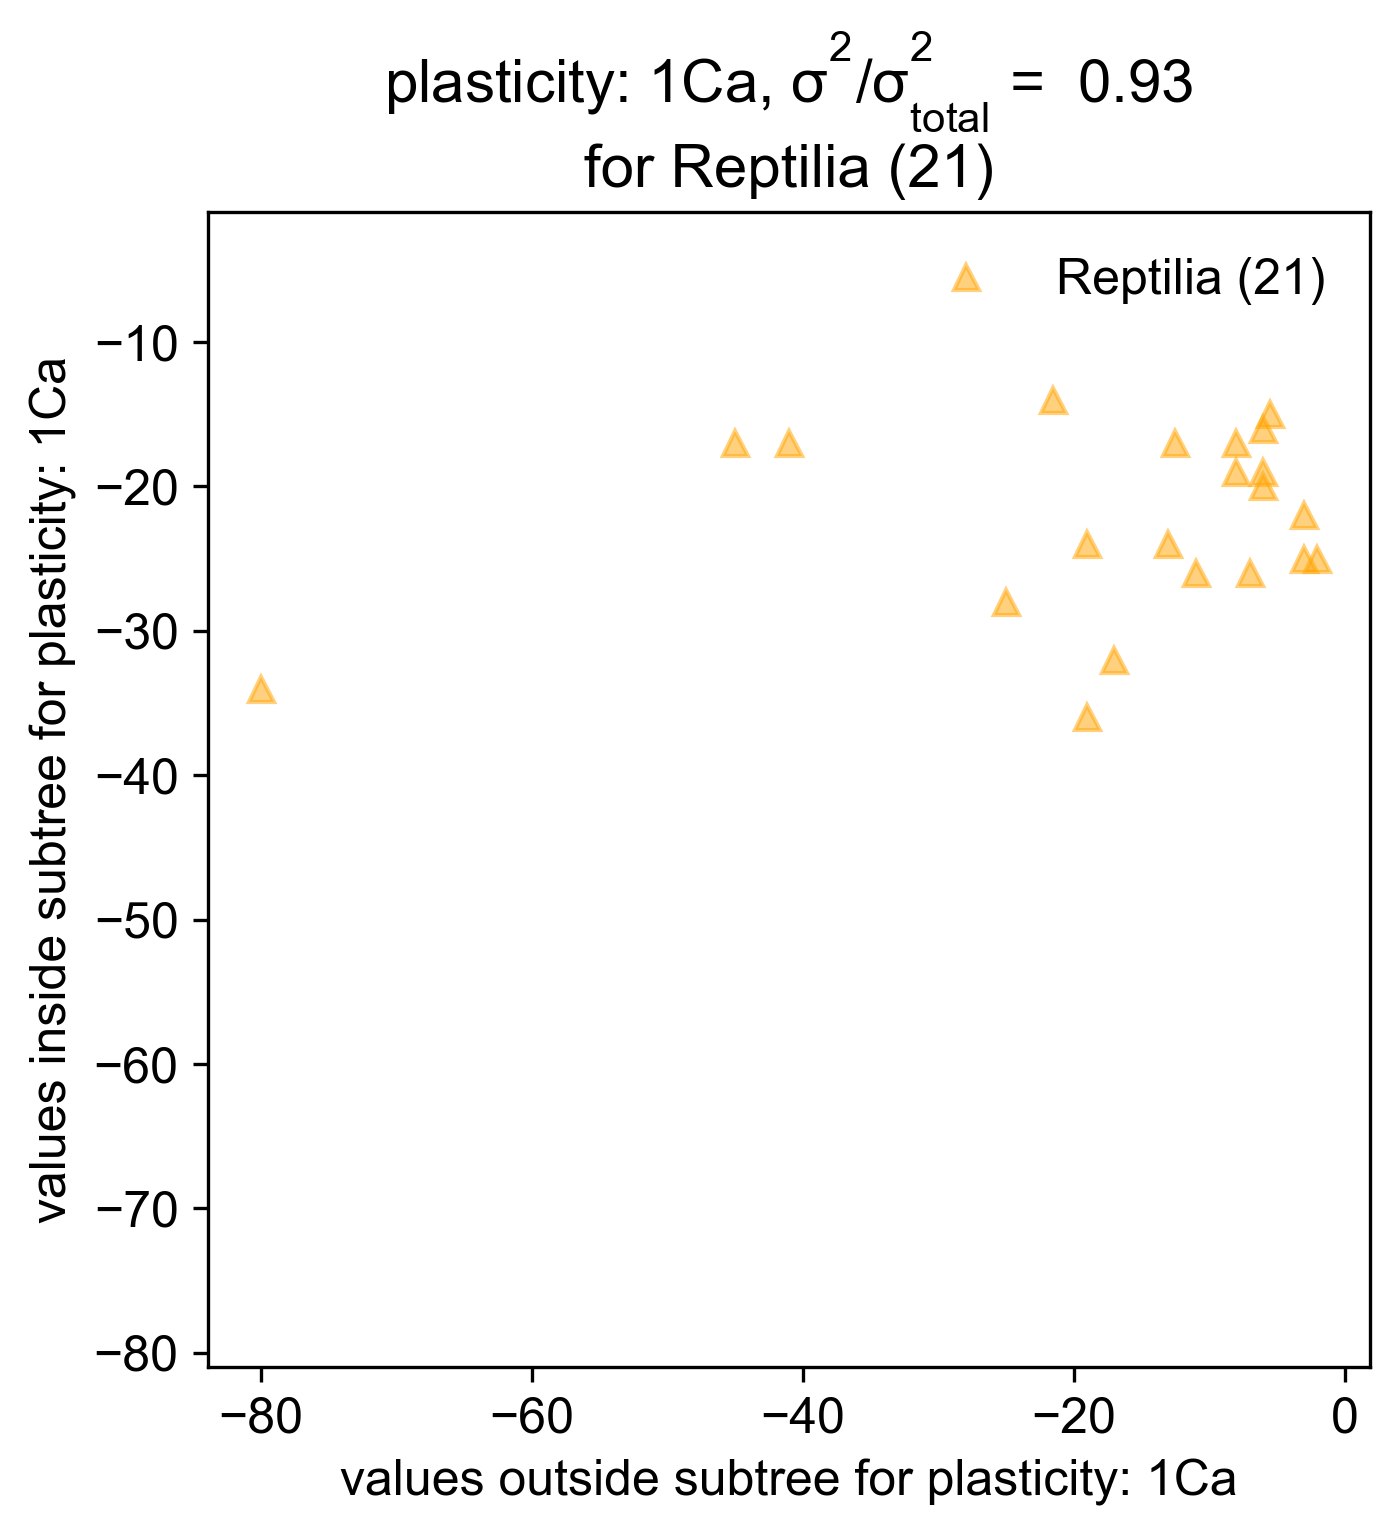 plasticity: 1Ca, σ²/σ²total = 0.93
for Reptilia (21)
Reptilia (21)
values inside subtree for plasticity: 1Ca
−10
−20
−30
−40
−50
−60
−70
−80
−80 −60 −40 −20 0
values outside subtree for plasticity: 1Ca